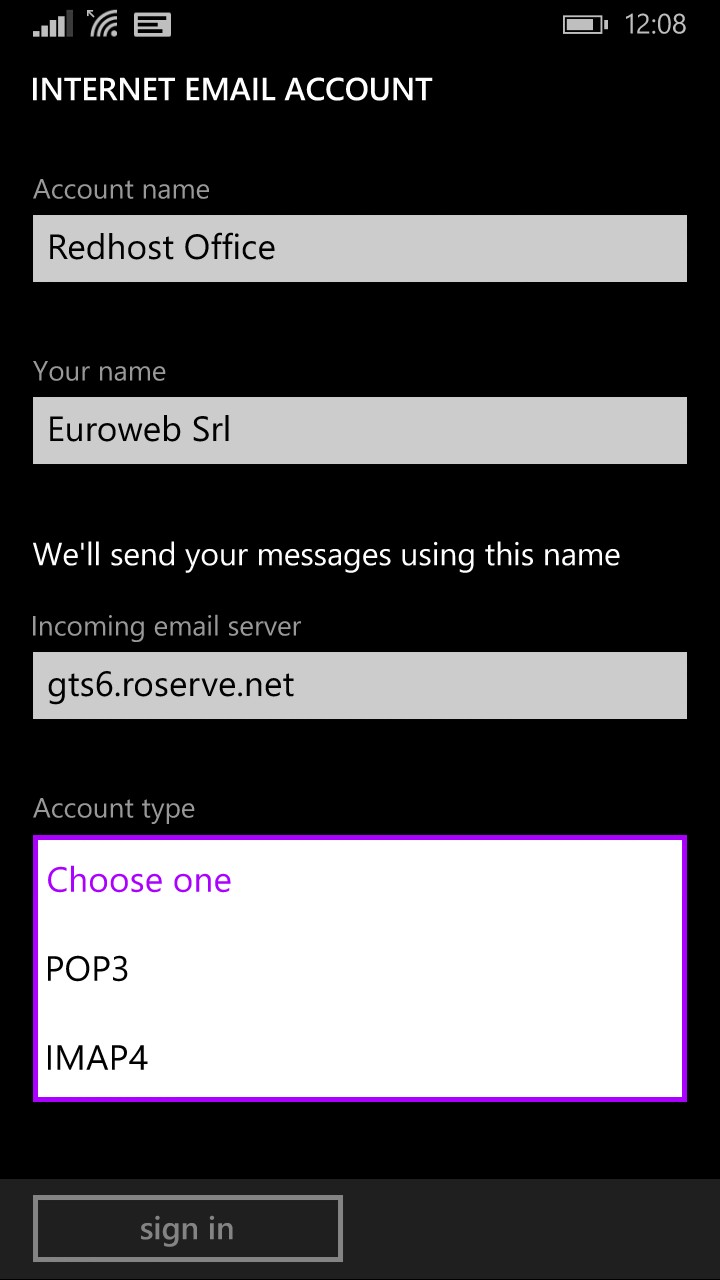 12:08
INTERNET EMAIL ACCOUNT
Account name
Redhost Office
Your name
Euroweb Srl
We'll send your messages using this name
Incoming email server
gts6.roserve.net
Account type
Choose one
POP3
IMAP4
sign in